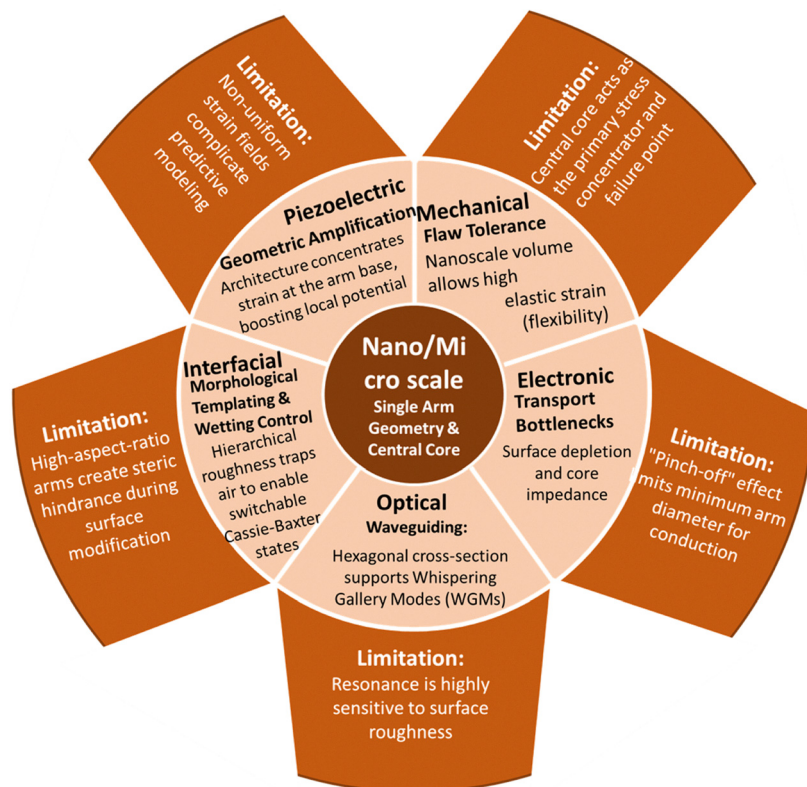 Nano/Mi
cro scale
Single Arm
Geometry &
Central Core
Piezoelectric
Geometric Amplification
Architecture concentrates
strain at the arm base,
boosting local potential
Limitation:
Non-uniform
strain fields
complicate
predictive
modeling
Mechanical
Flaw Tolerance
Nanoscale volume
allows high
elastic strain
(flexibility)
Limitation:
Central core acts as
the primary stress
concentrator and
failure point
Electronic
Transport
Bottlenecks
Surface depletion
and core
impedance
Limitation:
"Pinch-off" effect
mits minimum arm
diameter for
conduction
Optical
Waveguiding:
Hexagonal cross-section
supports Whispering
Gallery Modes (WGMs)
Limitation:
Resonance is highly
sensitive to surface
roughness
Interfacial
Morphological
Templating &
Wetting Control
Hierarchical
roughness traps
air to enable
switchable
Cassie-Baxter
states
Limitation:
High-aspect-ratio
arms create steric
hindrance during
surface
modification